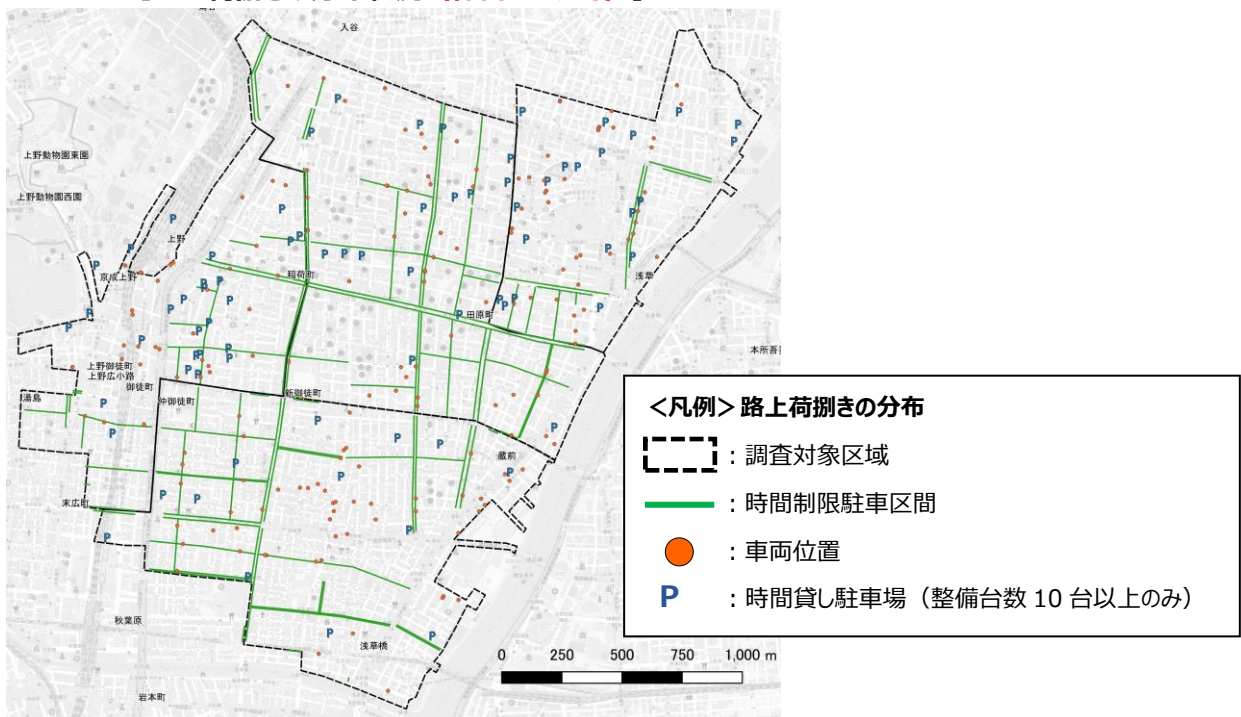 入谷
上野動物園東園
上野動物園西園
上野
京成上野
稲荷町
浅草
田原町
本所吾
上野御徒町
上野広小路
御徒町
湯島
仲御徒町
新御徒町
蔵前
末広町
秋葉原
浅草橋
岩本町
0 250 500 750 1,000 m
<凡例>路上荷捌きの分布
:調査対象区域
:時間制限駐車区間
:車両位置
P :時間貸し駐車場(整備台数 10 台以上のみ)